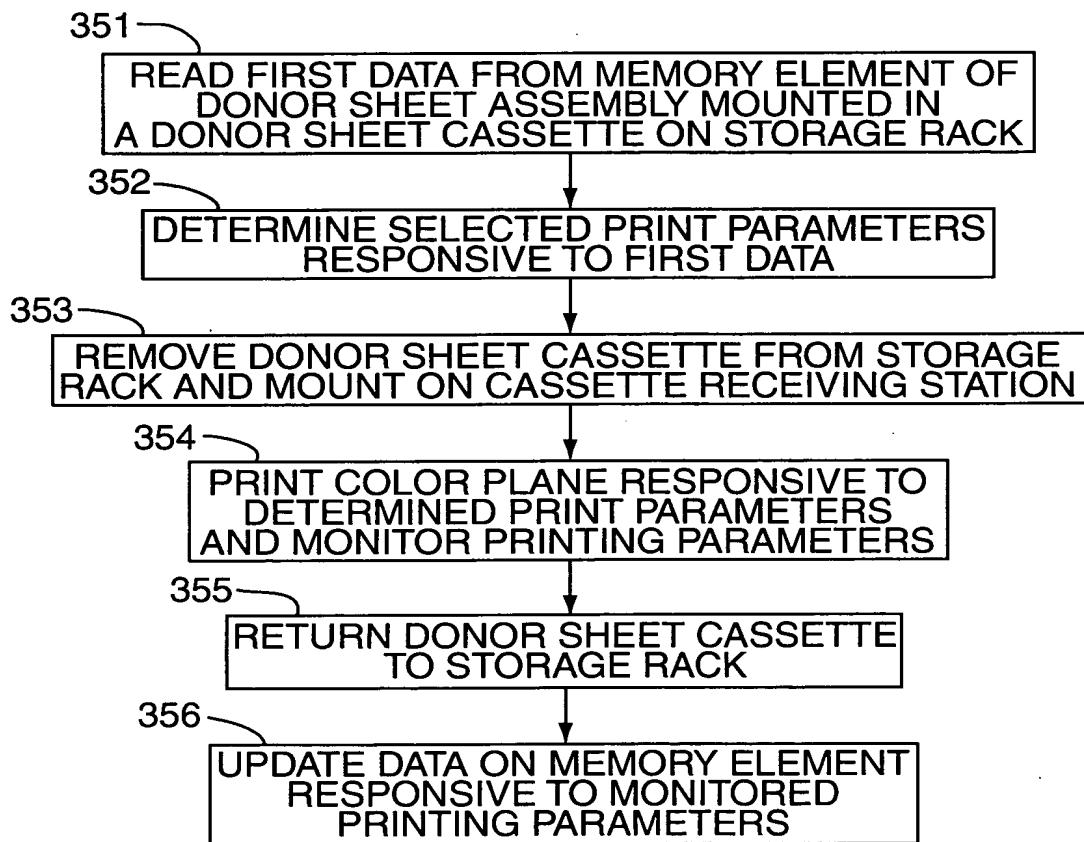 351
READ FIRST DATA FROM MEMORY ELEMENT OF
DONOR SHEET ASSEMBLY MOUNTED IN
A DONOR SHEET CASSETTE ON STORAGE RACK
352
DETERMINE SELECTED PRINT PARAMETERS
RESPONSIVE TO FIRST DATA
353
REMOVE DONOR SHEET CASSETTE FROM STORAGE
RACK AND MOUNT ON CASSETTE RECEIVING STATION
354
PRINT COLOR PLANE RESPONSIVE TO
DETERMINED PRINT PARAMETERS
AND MONITOR PRINTING PARAMETERS
355
RETURN DONOR SHEET CASSETTE
TO STORAGE RACK
356
UPDATE DATA ON MEMORY ELEMENT
RESPONSIVE TO MONITORED
PRINTING PARAMETERS